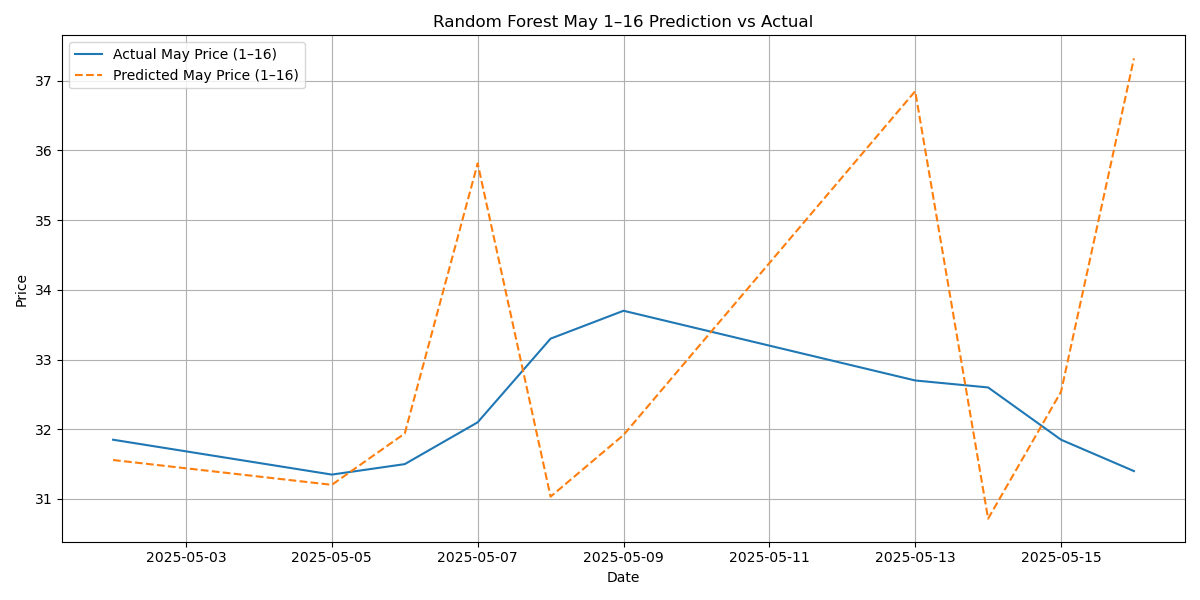 Random Forest May 1–16 Prediction vs Actual
Actual May Price (1–16)
Predicted May Price (1–16)
37
36
35
34
33
32
31
Price
2025-05-03
2025-05-05
2025-05-07
2025-05-09
2025-05-11
2025-05-13
2025-05-15
Date